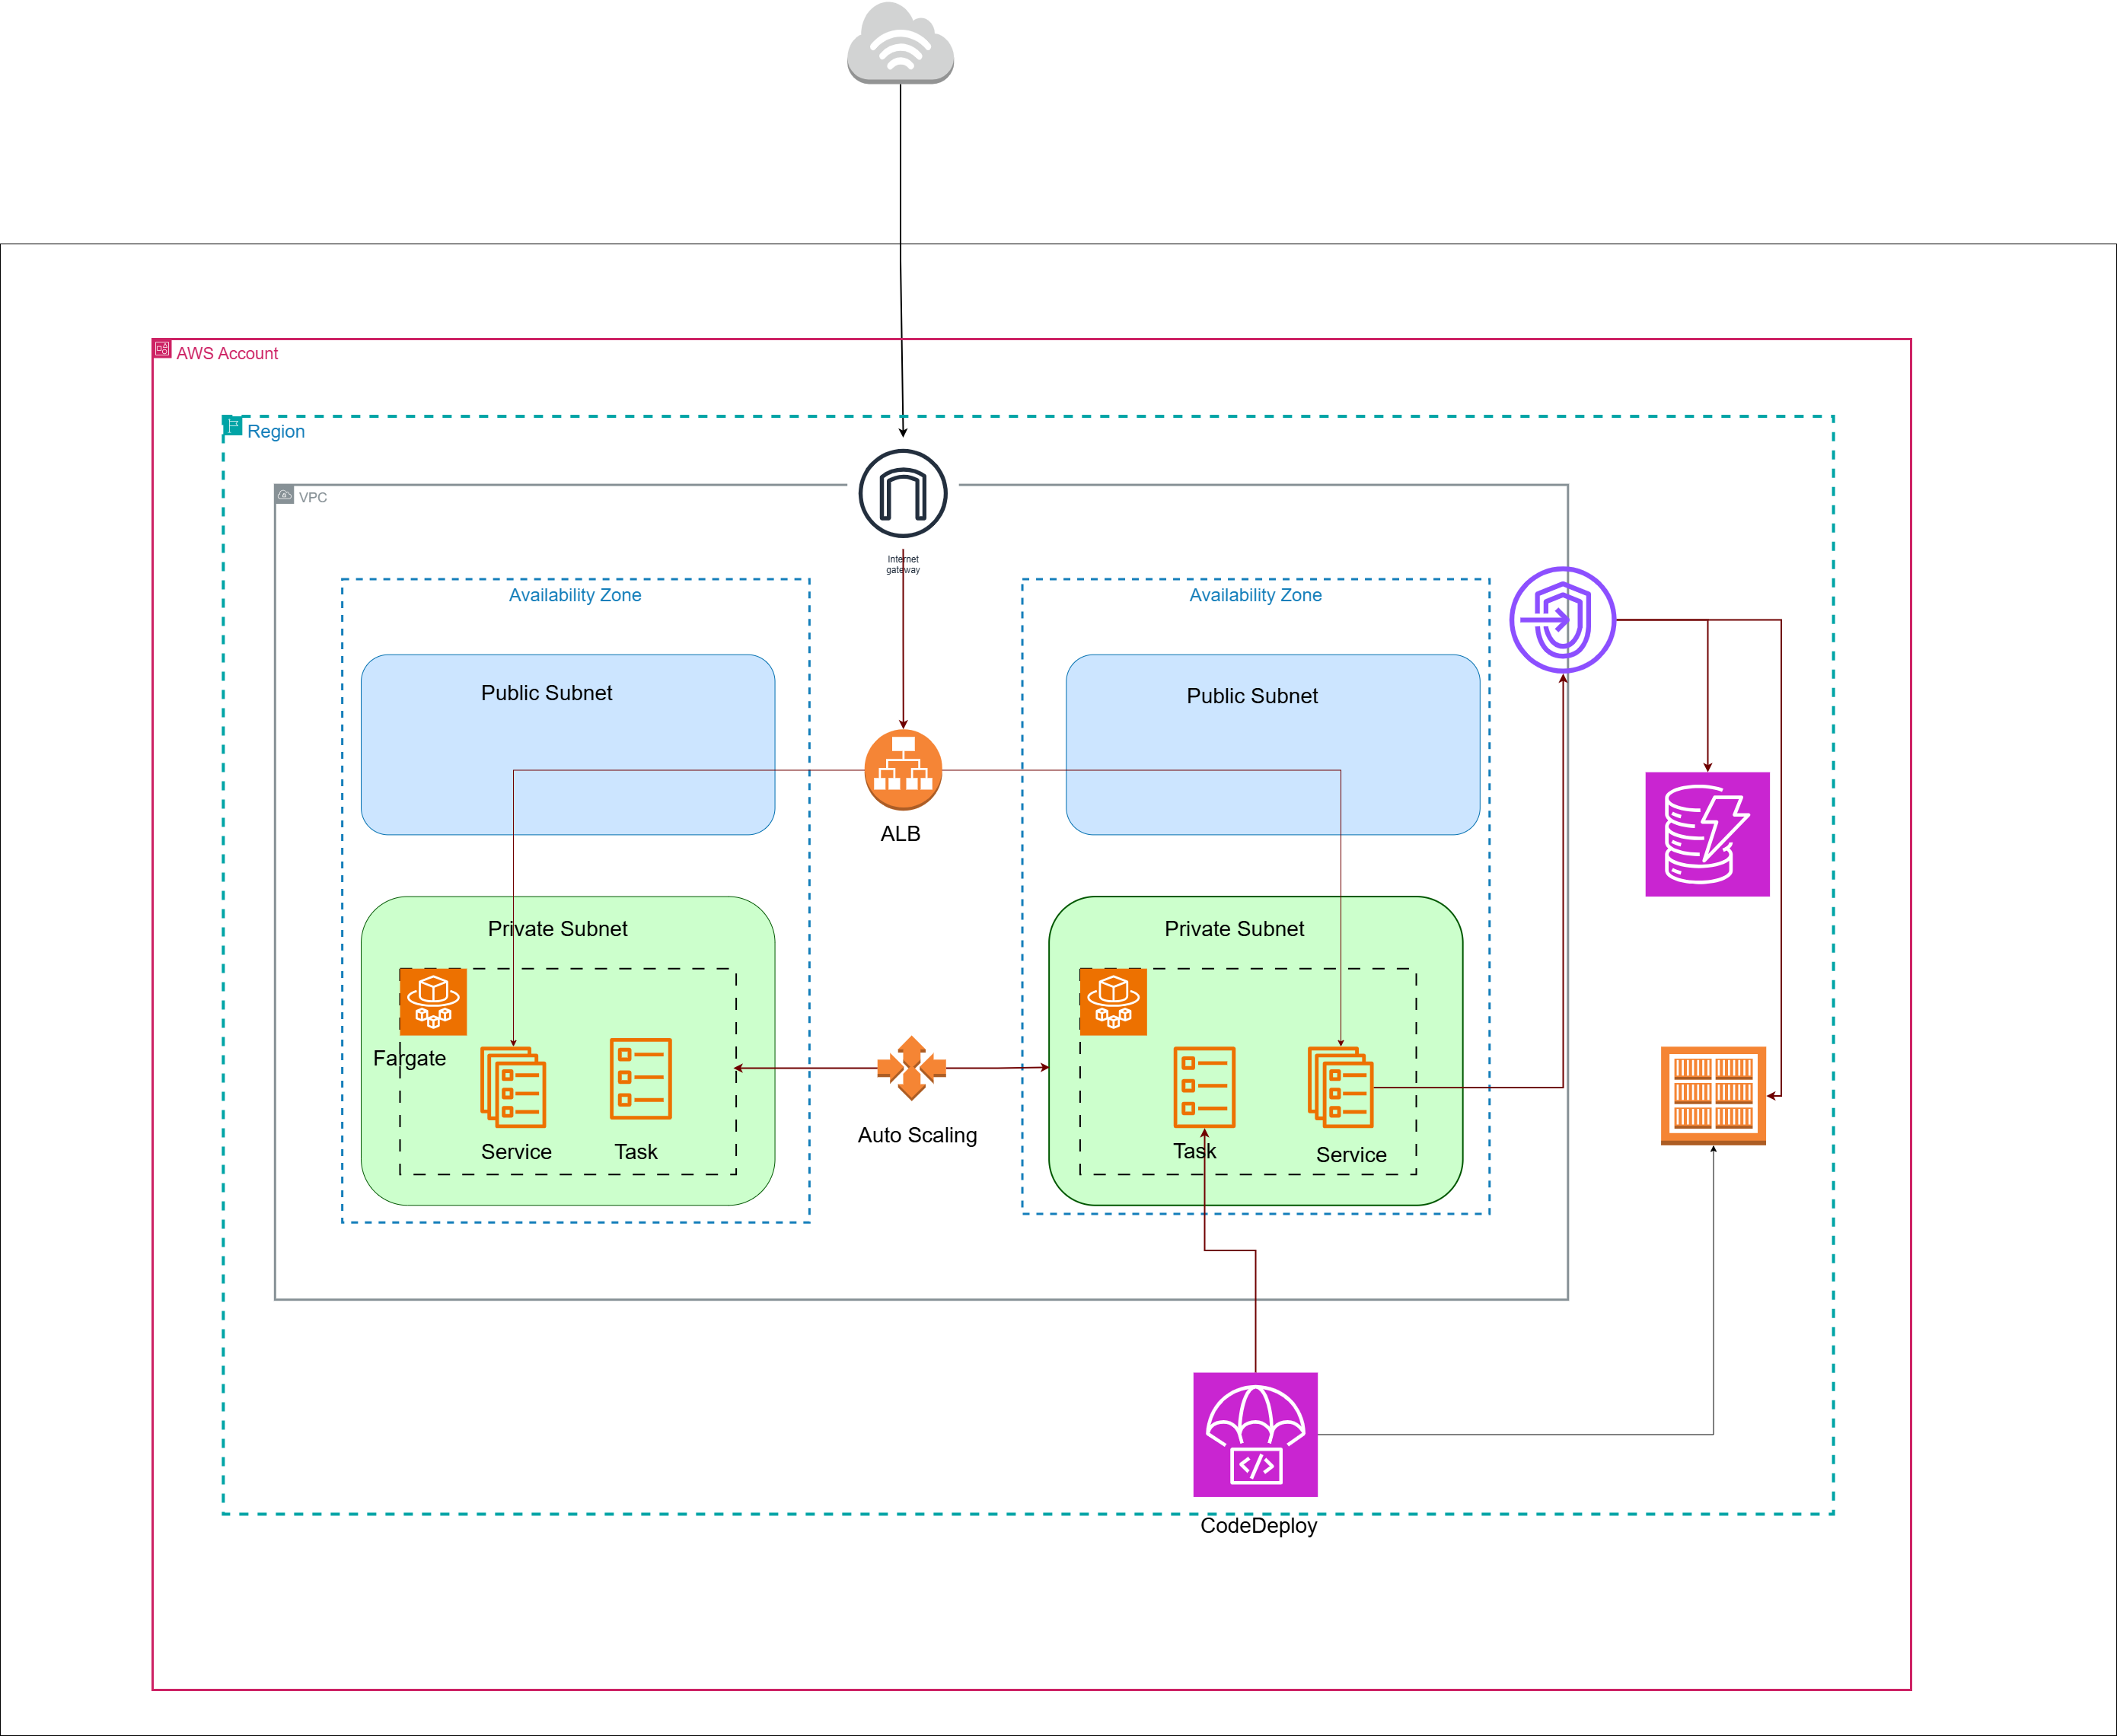 AWS Account
Region
VPC
Internet
gateway
Availability Zone
Availability Zone
Public Subnet
Public Subnet
ALB
Private Subnet
Private Subnet
Fargate
Service
Task
Auto Scaling
Task
Service
CodeDeploy